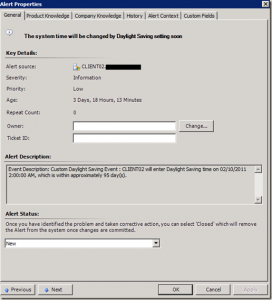 Alert Properties
General
Product Knowledge
Company Knowledge
History
Alert Context
Custom Fields
The system time will be changed by Daylight Saving setting soon
Key Details:
Alert source: CLIENT02.
Severity: Information
Priority: Low
Age: 3 Days, 16 Hours, 13 Minutes
Repeat Count: 0
Owner:
Change...
Ticket ID:
Alert Description:
Event Description: Custom Daylight Saving Event : CLIENT02 will enter Daylight Saving time on 02/10/2011
2:00:00 AM, which is within approximately 95 day(s).
Alert Status:
Once you have identified the problem and taken corrective action, you can select 'Closed' which will remove
the Alert from the system once changes are committed.
New
Previous
Next
OK
Cancel
Apply